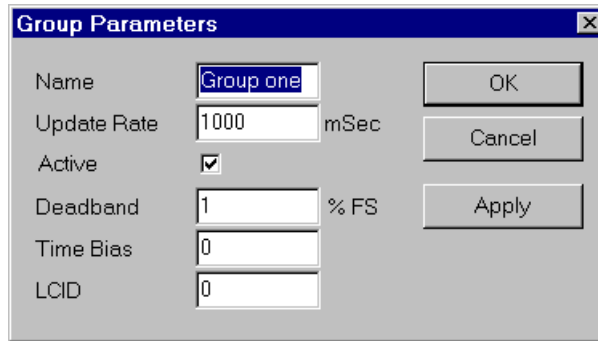 Group Parameters
Name Group one OK
Update Rate 1000 mSec
Cancel
Active
Deadband 1 % FS Apply
Time Bias 0
LCID 0